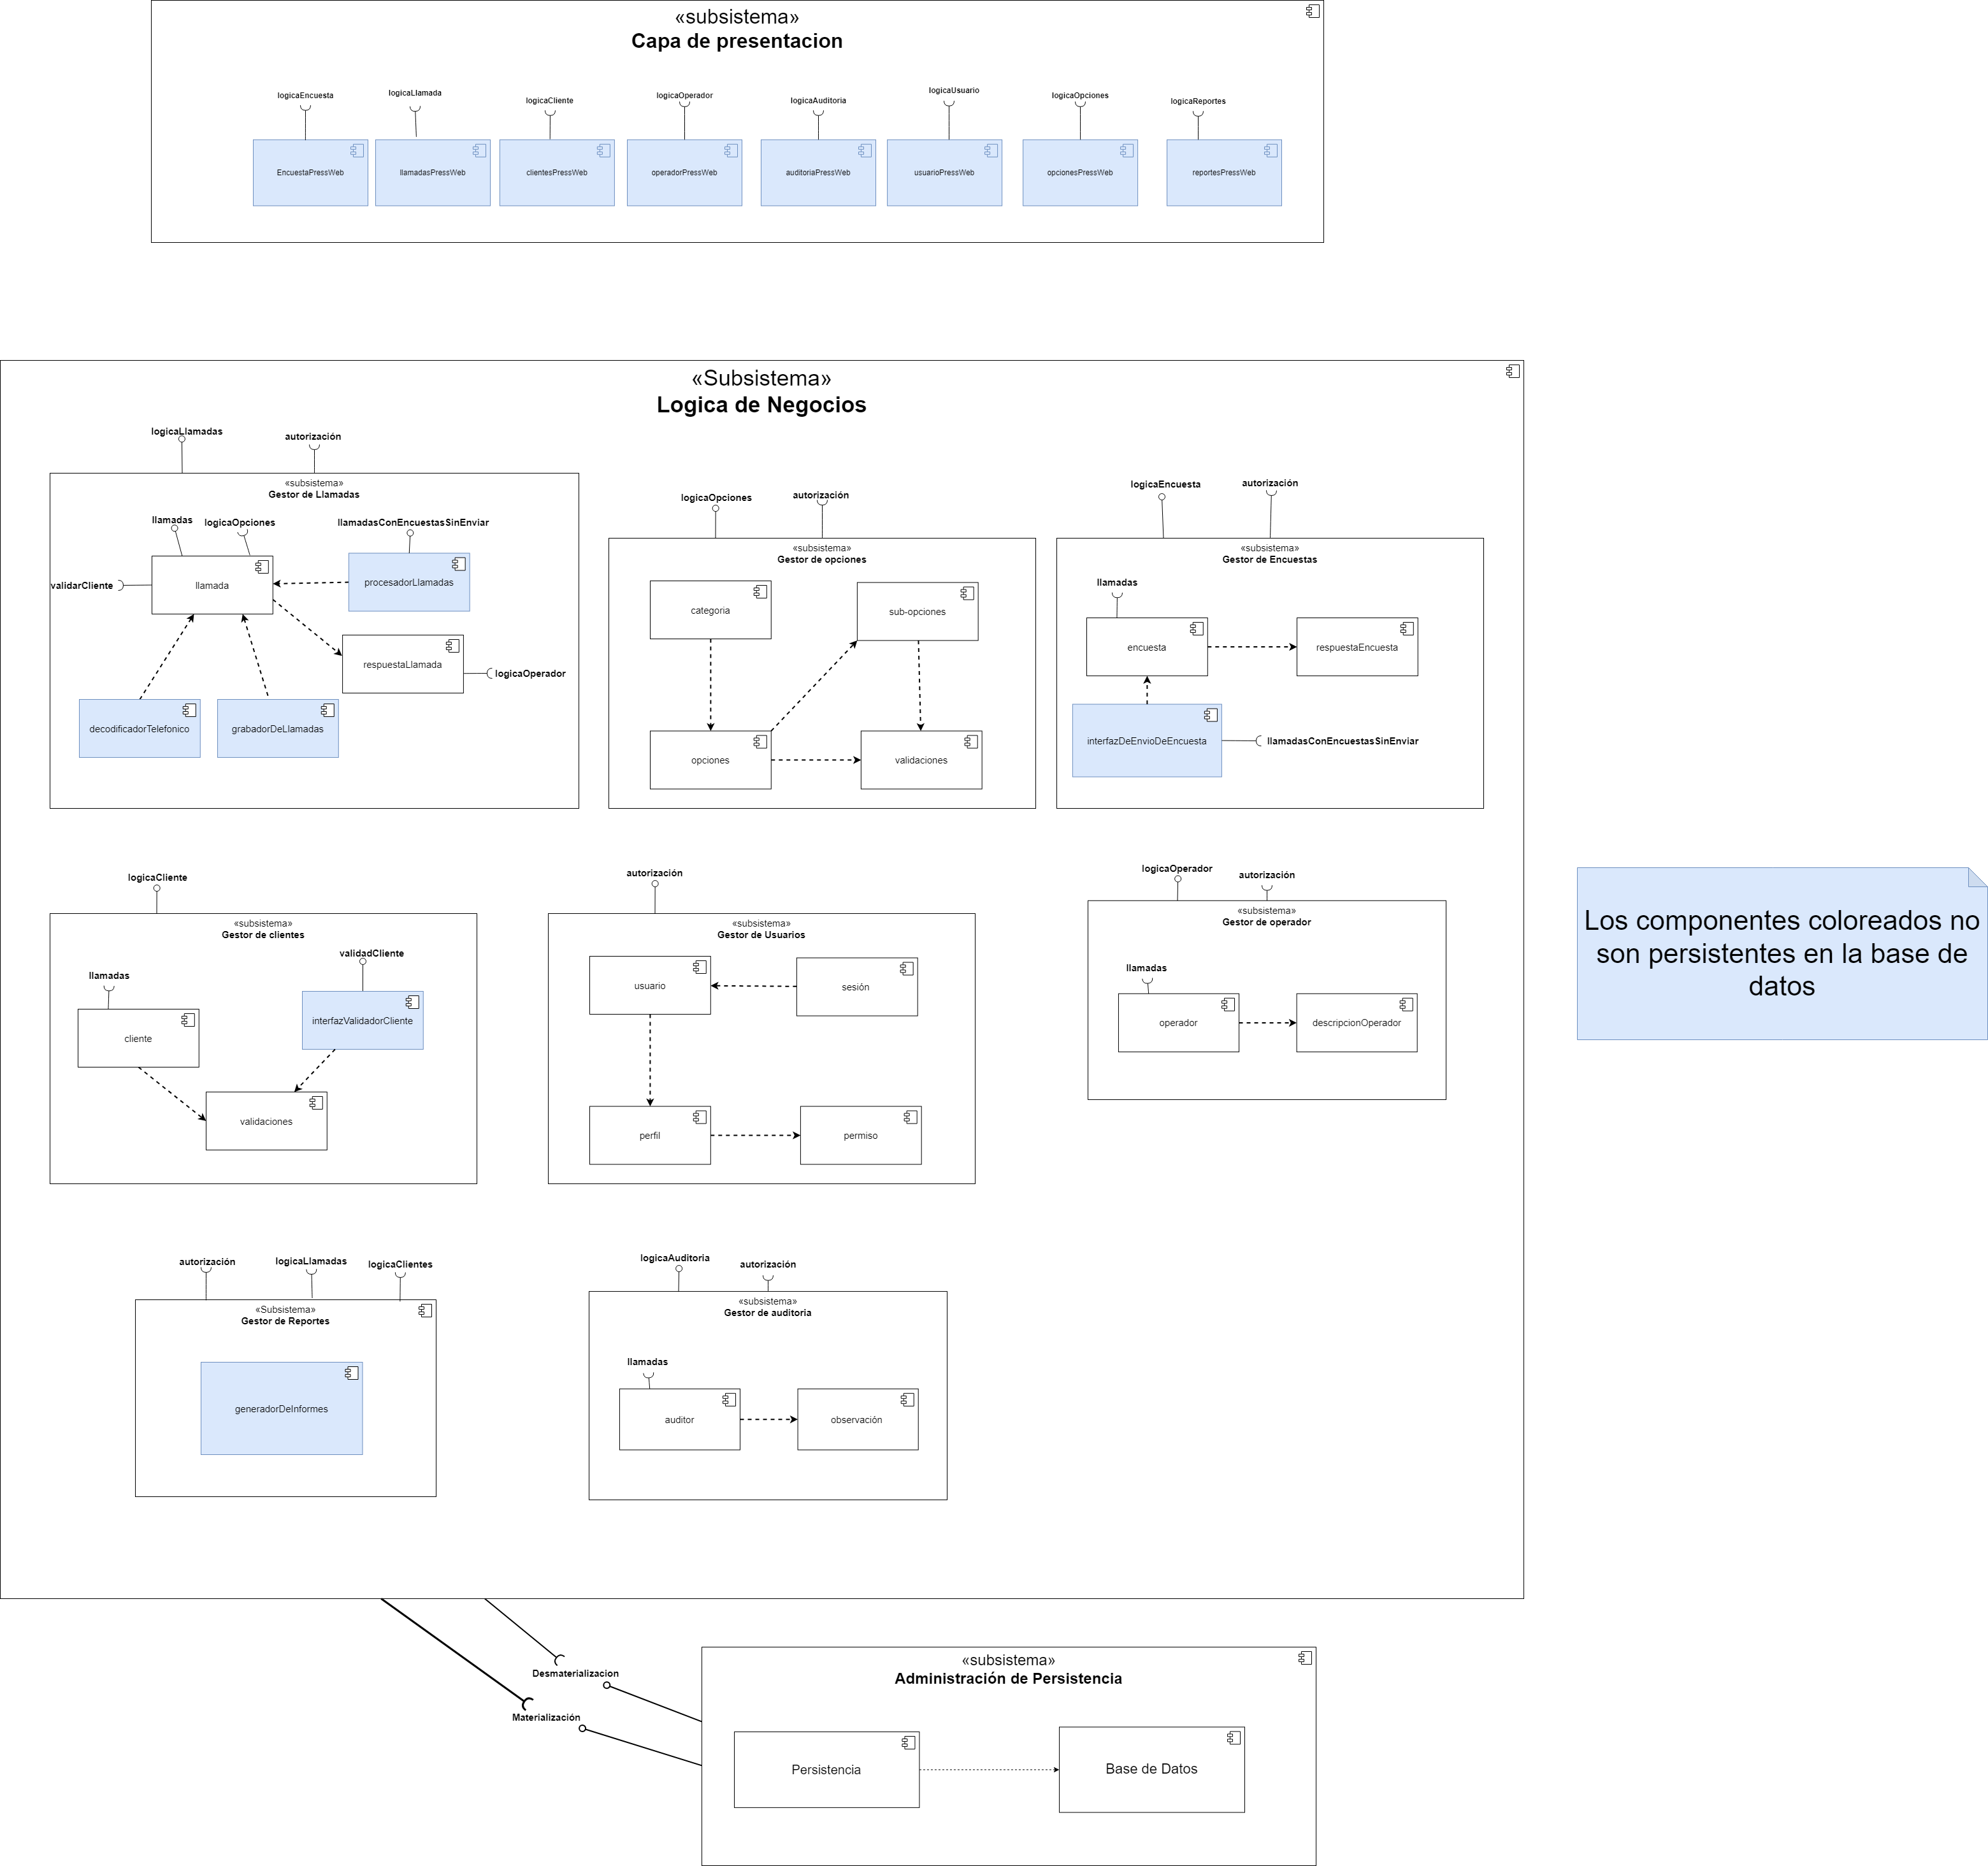 «subsistema»
Capa de presentacion
logicaEncuesta
logicaLlamada
logicaCliente
logicaOperador
logicaAuditoria
logicaUsuario
logicaOpciones
logicaReportes
EncuestaPressWeb
llamadasPressWeb
clientesPressWeb
operadorPressWeb
auditoriaPressWeb
usuarioPressWeb
opcionesPressWeb
reportesPressWeb
«Subsistema»
Logica de Negocios
logicaLlamadas
autorización
«subsistema»
Gestor de Llamadas
llamadas
logicaOpciones
llamadasConEncuestasSinEnviar
validarCliente
llamada
procesadorLlamadas
respuestaLlamada
logicaOperador
decodificadorTelefonico
grabadorDeLlamadas
logicaOpciones
autorización
«subsistema»
Gestor de opciones
categoria
sub-opciones
opciones
validaciones
logicaEncuesta
autorización
«subsistema»
Gestor de Encuestas
llamadas
encuesta
respuestaEncuesta
interfazDeEnvioDeEncuesta
llamadasConEncuestasSinEnviar
logicaCliente
«subsistema»
Gestor de clientes
validadCliente
llamadas
interfazValidadorCliente
cliente
validaciones
autorización
«subsistema»
Gestor de Usuarios
usuario
sesión
perfil
permiso
logicaOperador
autorización
«subsistema»
Gestor de operador
llamadas
operador
descripcionOperador
Los componentes coloreados no
son persistentes en la base de
datos
autorización
logicaLlamadas
logicaClientes
«Subsistema»
Gestor de Reportes
generadorDeInformes
logicaAuditoria
autorización
«subsistema»
Gestor de auditoria
llamadas
auditor
observación
Desmaterializacion
Materialización
«subsistema»
Administración de Persistencia
Persistencia
Base de Datos